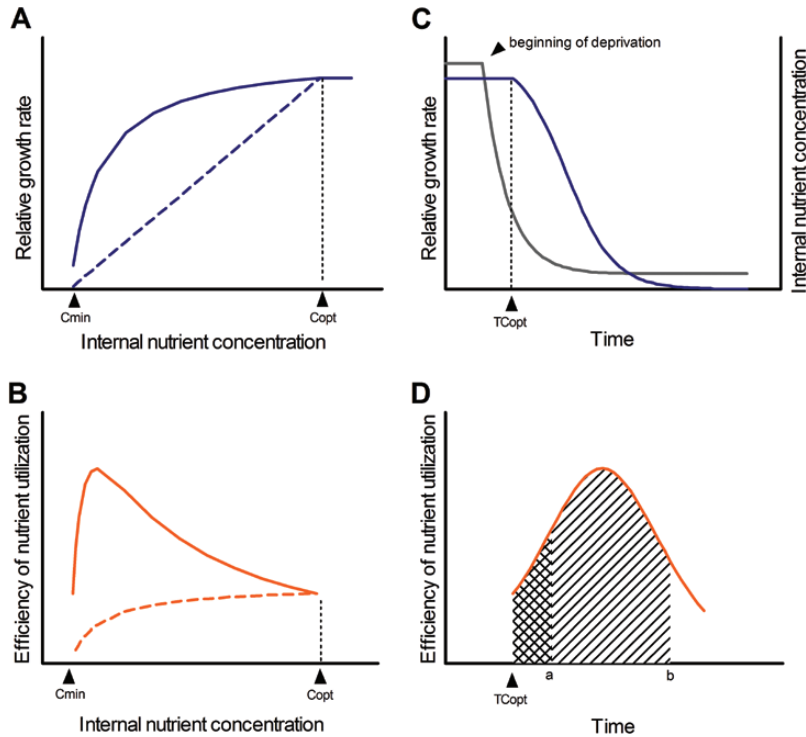 A
Relative growth rate
Cmin
Copt
Internal nutrient concentration
B
Efficiency of nutrient utilization
Cmin
Copt
Internal nutrient concentration
C
beginning of deprivation
Relative growth rate
Internal nutrient concentration
TCopt
Time
D
Efficiency of nutrient utilization
a
b
TCopt
Time